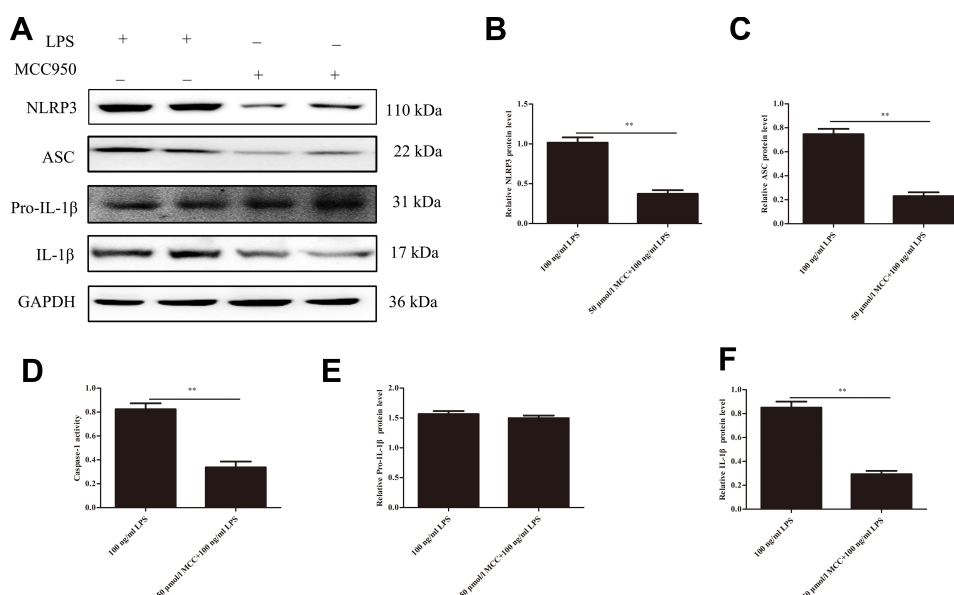 A
LPS + + – –
MCC950 – – + +
NLRP3 110 kDa
ASC 22 kDa
Pro-IL-1β 31 kDa
IL-1β 17 kDa
GAPDH 36 kDa
B
Relative NLRP3 protein level
1.5
1.0
0.5
0.0
**
100 ng/ml LPS
50 μmol/l MCC+100 ng/ml LPS
C
Relative ASC protein level
1.0
0.8
0.6
0.4
0.2
0.0
**
100 ng/ml LPS
50 μmol/l MCC+100 ng/ml LPS
D
Caspase-1 activity
1.0
0.8
0.6
0.4
0.2
0.0
**
100 ng/ml LPS
50 μmol/l MCC+100 ng/ml LPS
E
Relative Pro-IL-1β protein level
2.0
1.5
1.0
0.5
0.0
100 ng/ml LPS
50 μmol/l MCC+100 ng/ml LPS
F
Relative IL-1β protein level
1.0
0.8
0.6
0.4
0.2
0.0
**
100 ng/ml LPS
50 μmol/l MCC+100 ng/ml LPS